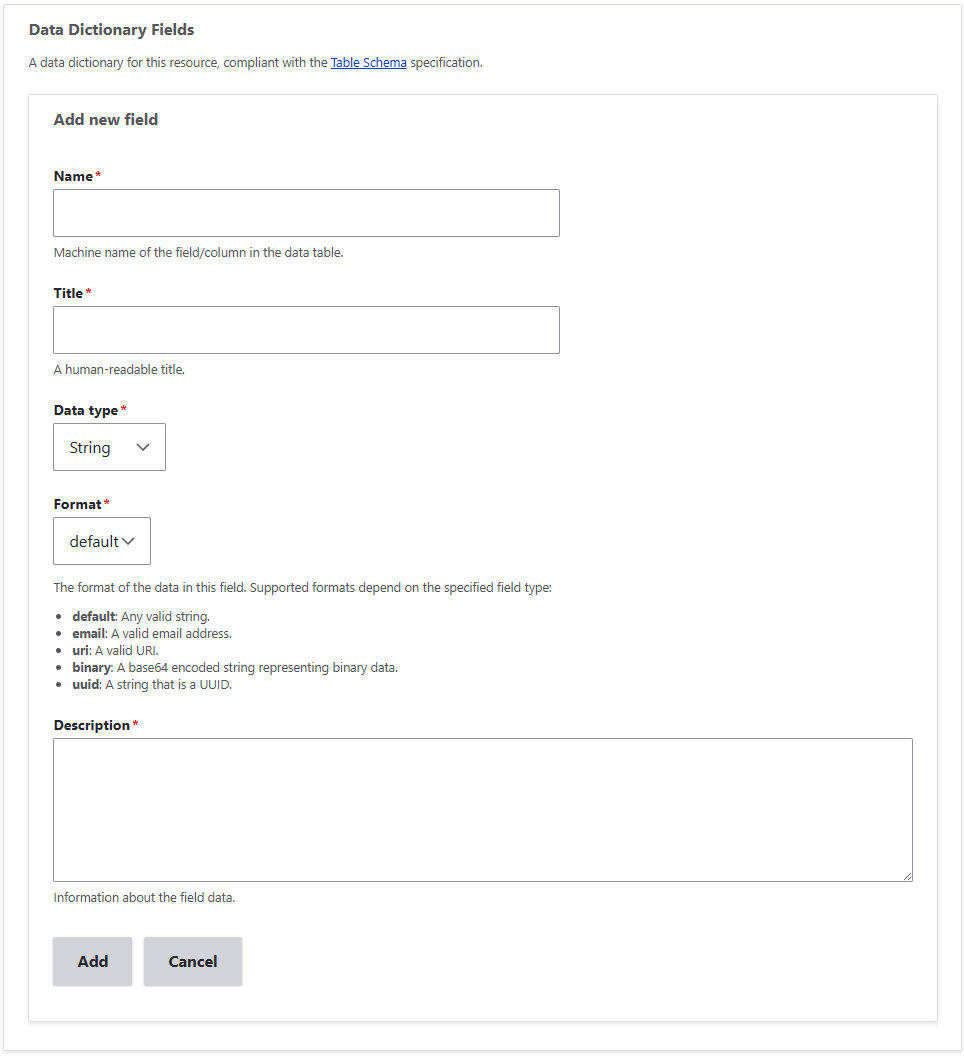 Data Dictionary Fields
A data dictionary for this resource, compliant with the Table Schema specification.
Add new field
Name*
Machine name of the field/column in the data table.
Title*
A human-readable title.
Data type*
String
Format*
default
The format of the data in this field. Supported formats depend on the specified field type:
• default: Any valid string.
• email: A valid email address.
• uri: A valid URI.
• binary: A base64 encoded string representing binary data.
• uuid: A string that is a UUID.
Description*
Information about the field data.
Add Cancel